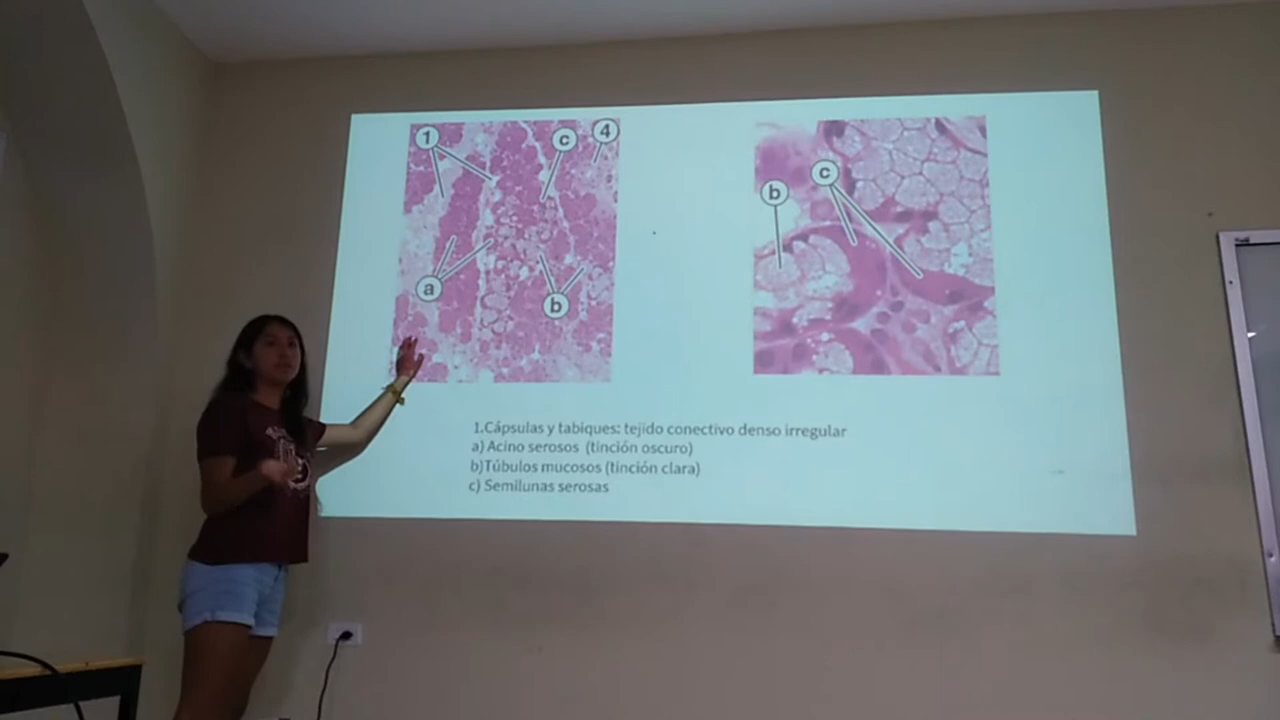 1
c
4
a
b
b
c
1.Cápsulas y tabiques: tejido conectivo denso irregular
a) Acino serosos (tinción oscuro)
b)Túbulos mucosos (tinción clara)
c) Semilunas serosas